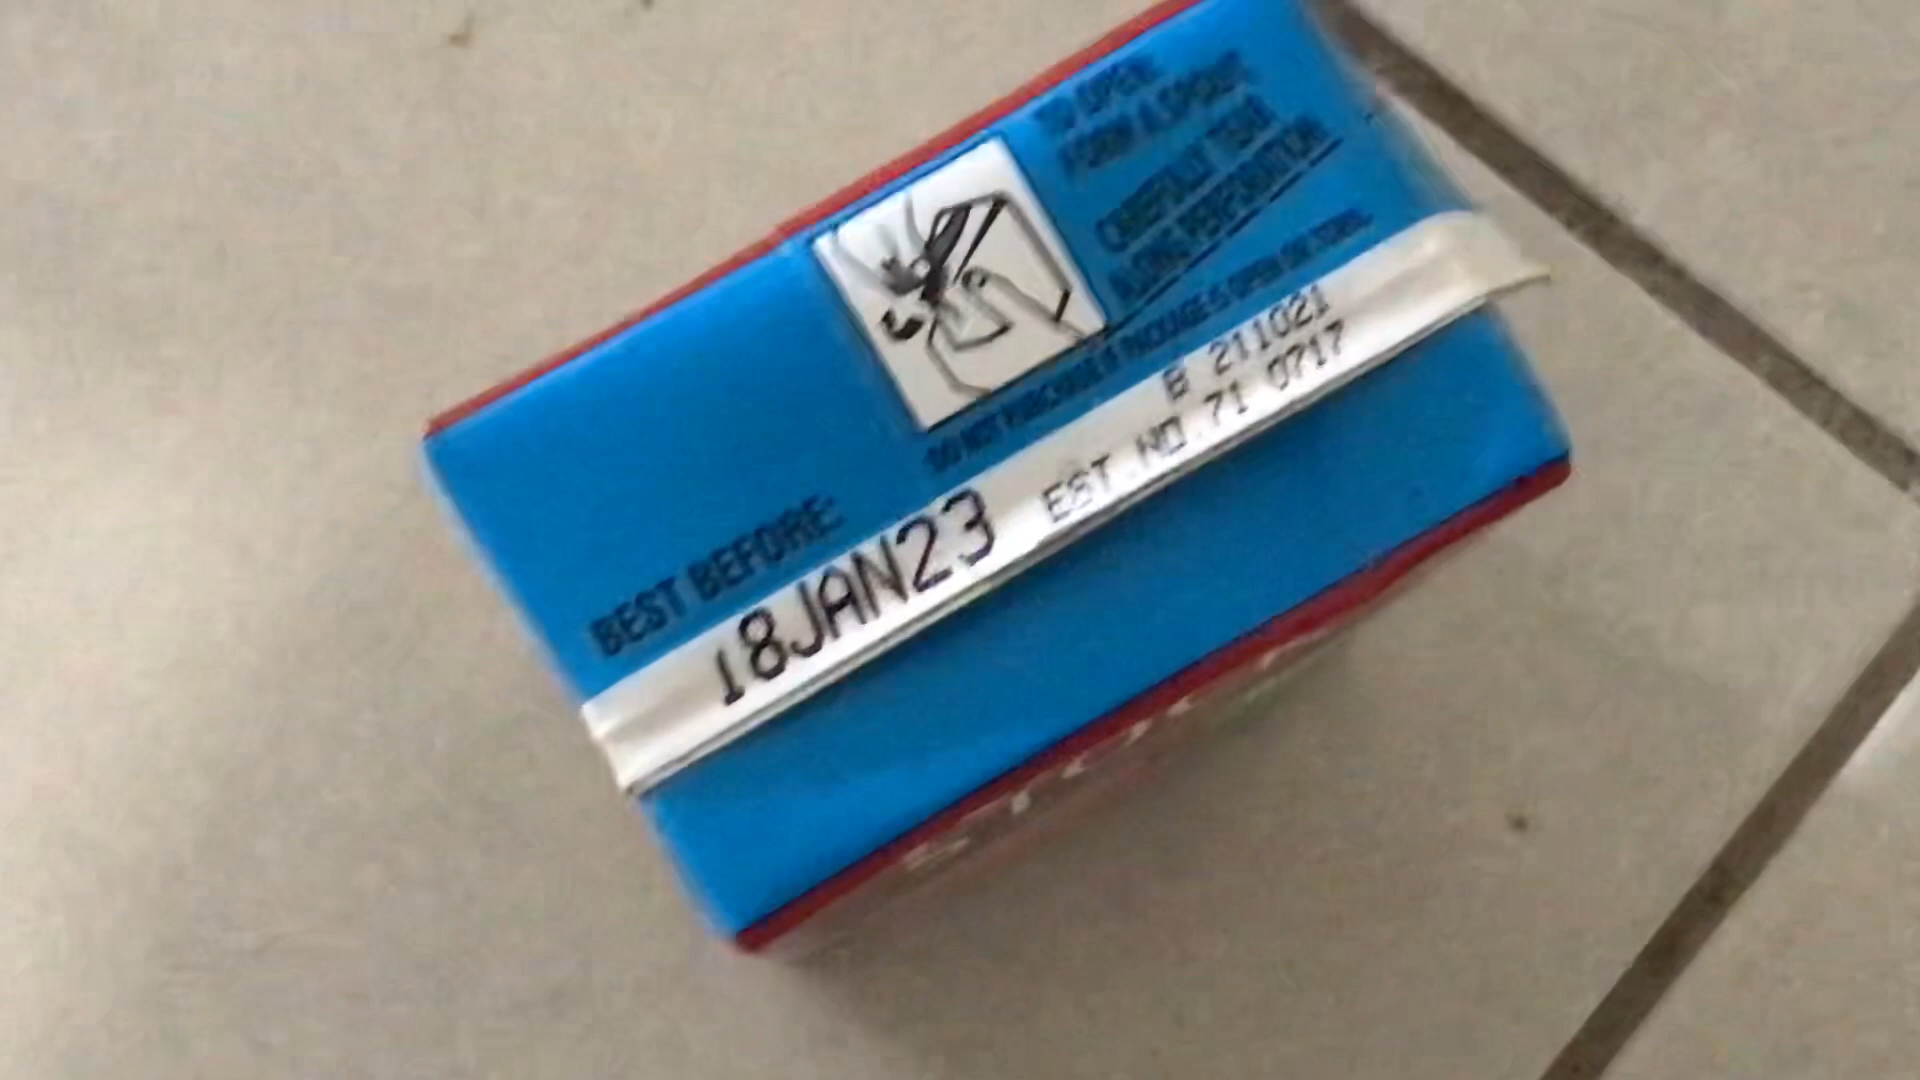 TO OPEN:
FORM A SPOUT
CAREFULLY TEAR
ALONG PERFORATION
DO NOT PURCHASE IF PACKAGE IS OPEN OR TORN.
BEST BEFORE:
B 211021
18JAN23 EST.NO.71 0717